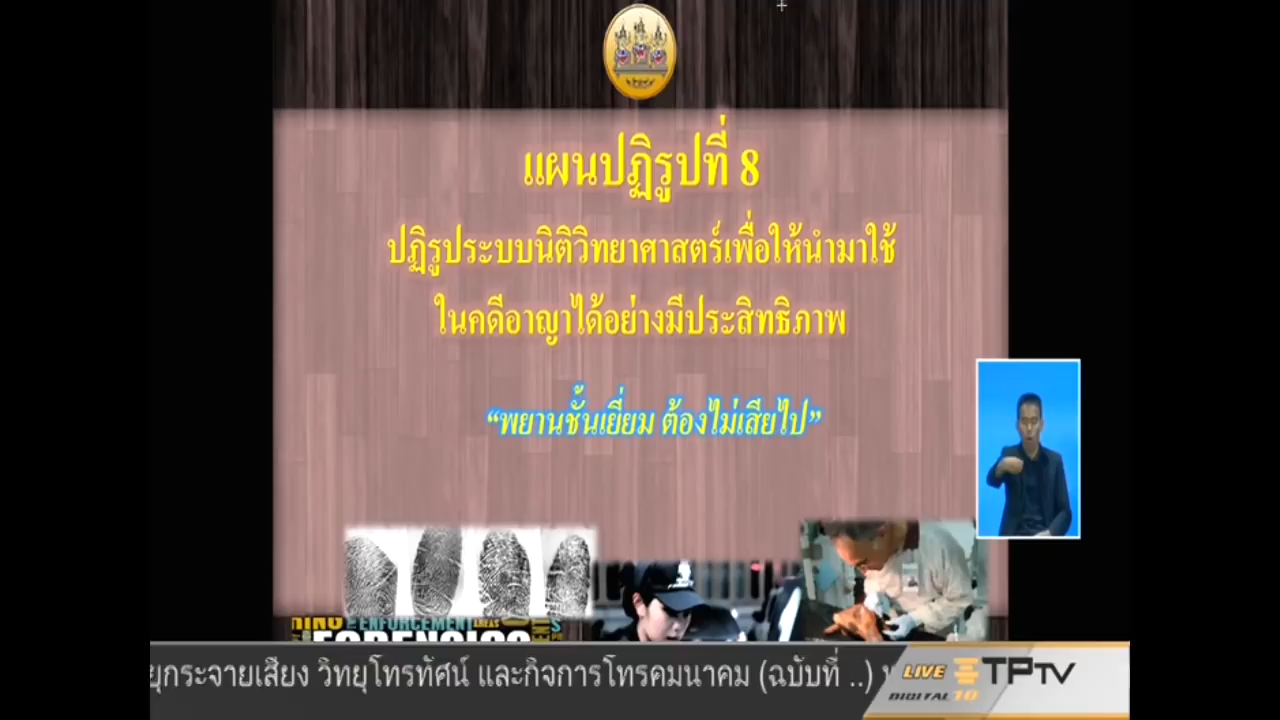 แผนปฏิรูปที่ 8
ปฏิรูประบบนิติวิทยาศาสตร์เพื่อให้นำมาใช้
ในคดีอาญาได้อย่างมีประสิทธิภาพ
“พยานชั้นเยี่ยม ต้องไม่เสียไป”
ENFORCEMENT AREAS
FORENSICS
ยุกระจายเสียง วิทยุโทรทัศน์ และกิจการโทรคมนาคม (ฉบับที่ ..)
LIVE TPTV
DIGITAL 10